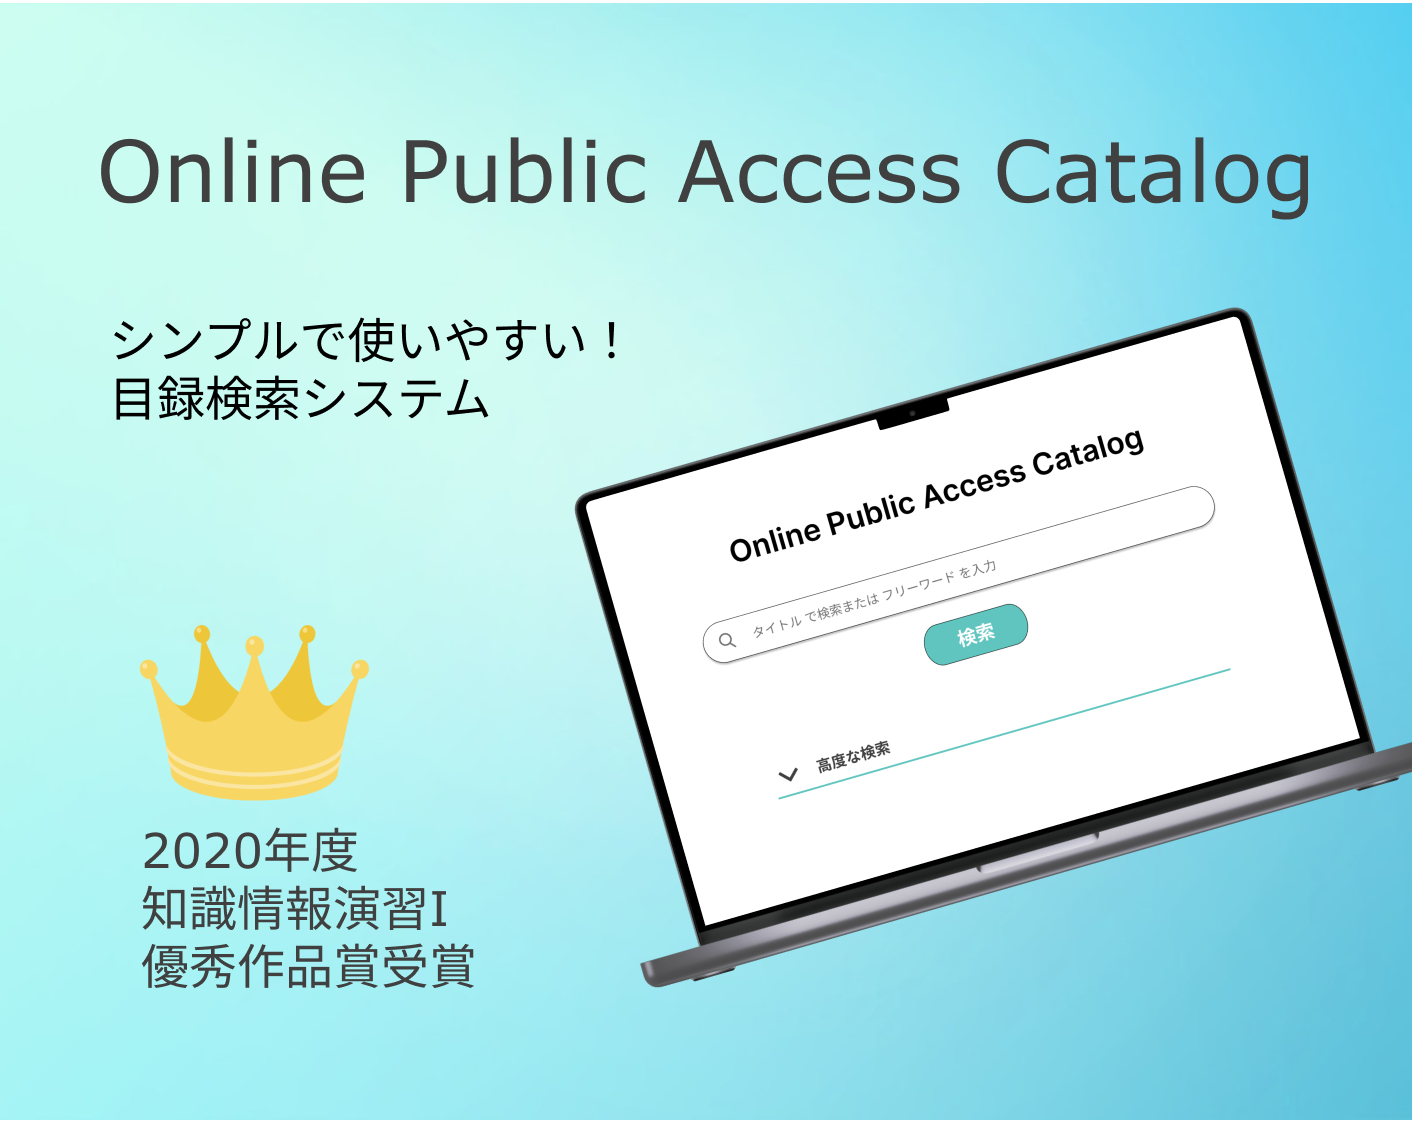 Online Public Access Catalog
シンプルで使いやすい！
目録検索システム
Online Public Access Catalog
タイトル で検索または フリーワード を入力
検索
高度な検索
2020年度
知識情報演習I
優秀作品賞受賞